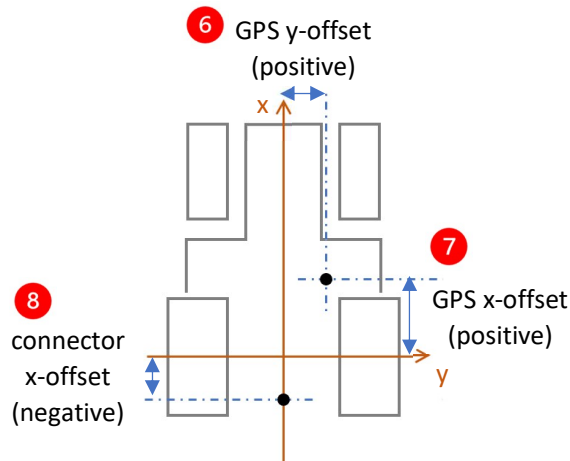 6 GPS y-offset
(positive)
x
7
GPS x-offset
(positive)
8
connector
x-offset
(negative)
y